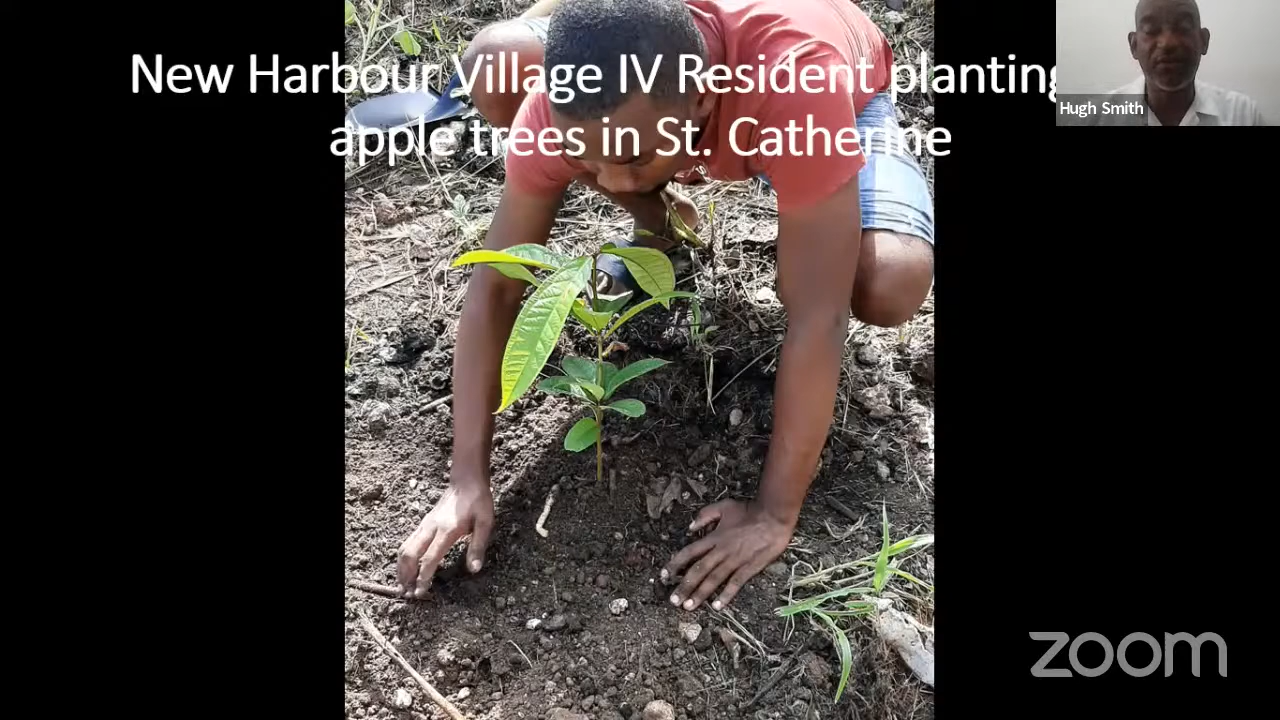 New Harbour Village IV Resident planting
apple trees in St. Catherine
Hugh Smith
zoom